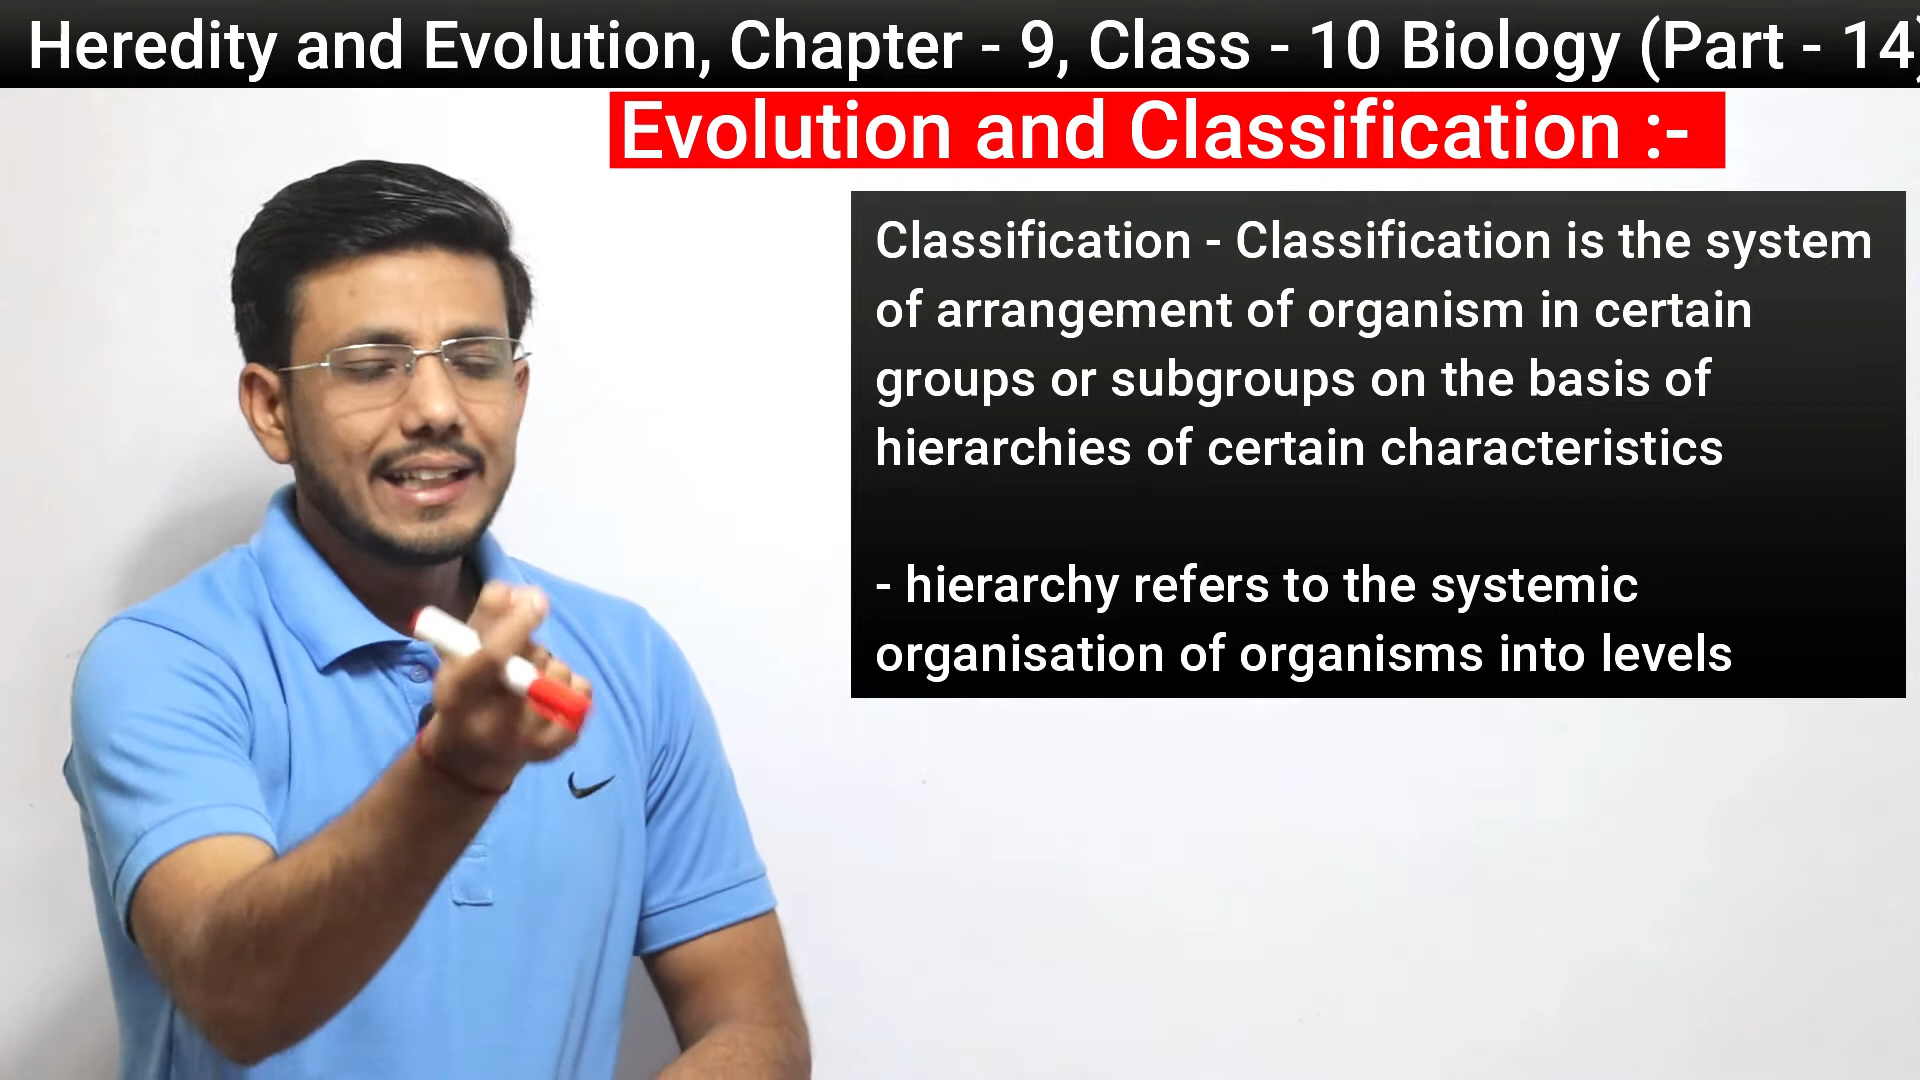 Heredity and Evolution, Chapter - 9, Class - 10 Biology (Part - 14)
Evolution and Classification :-
Classification - Classification is the system
of arrangement of organism in certain
groups or subgroups on the basis of
hierarchies of certain characteristics
- hierarchy refers to the systemic
organisation of organisms into levels